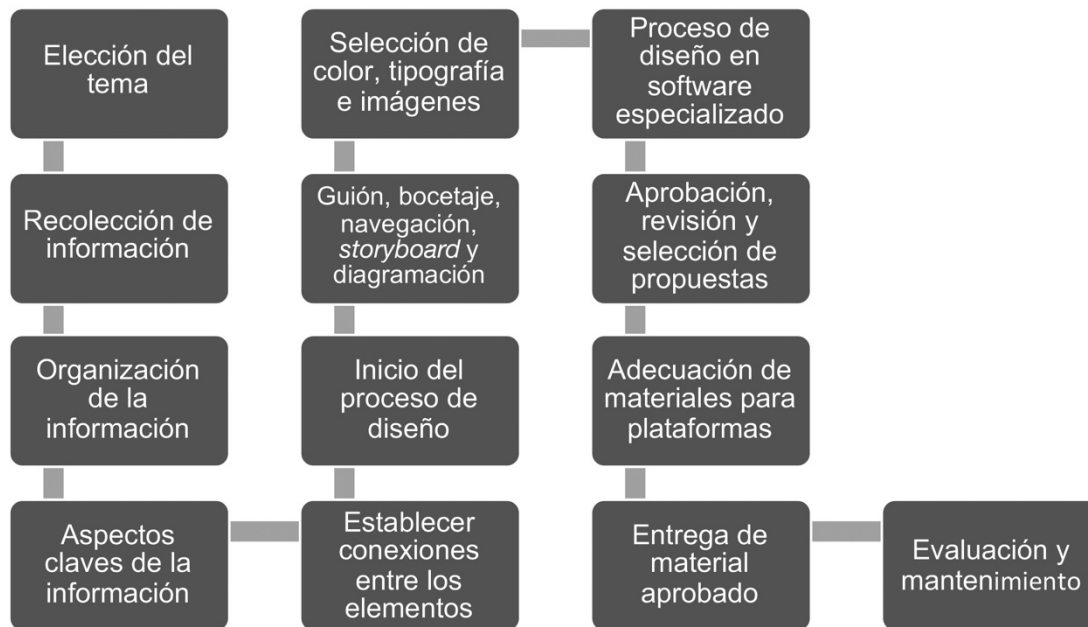 Elección del
tema
Recolección de
información
Organización
de la
información
Aspectos
claves de la
información
Establecer
conexiones
entre los
elementos
Inicio del
proceso de
diseño
Guión, bocetaje,
navegación,
storyboard y
diagramación
Selección de
color, tipografía
e imágenes
Proceso de
diseño en
software
especializado
Aprobación,
revisión y
selección de
propuestas
Adecuación de
materiales para
plataformas
Entrega de
material
aprobado
Evaluación y
mantenimiento